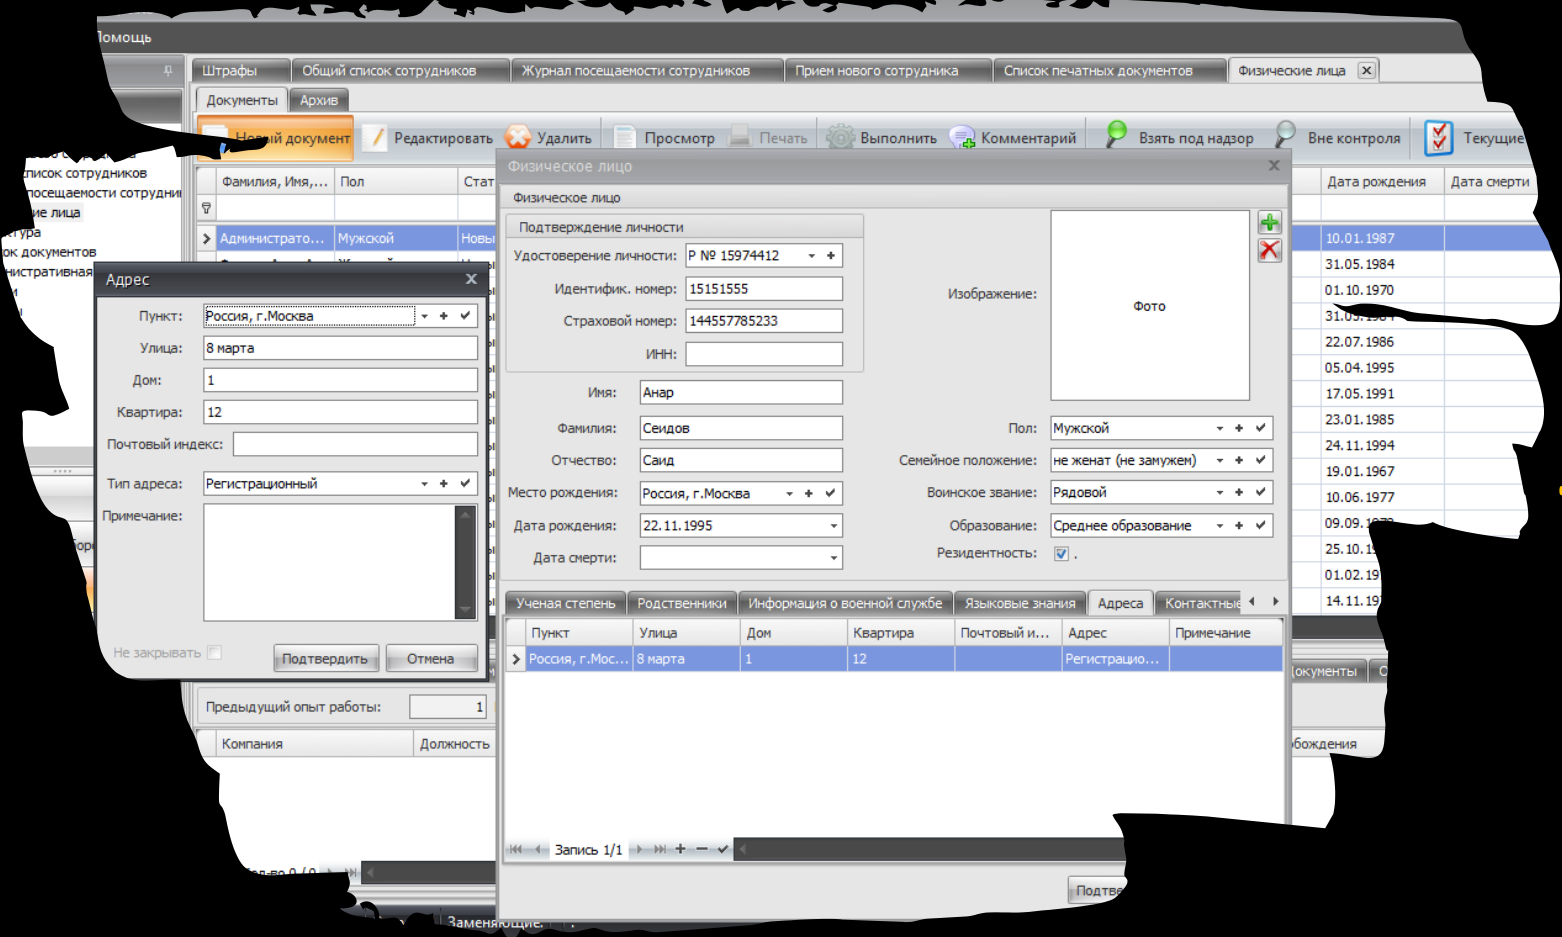 Помощь
Штрафы Общий список сотрудников Журнал посещаемости сотрудников Прием нового сотрудника Список печатных документов Физические лица
Документы Архив
Новый документ Редактировать Удалить Просмотр Печать Выполнить Комментарий Взять под надзор Вне контроля Текущие
список сотрудников
посещаемости
лица
документов
Фамилия, Имя,... Пол Дата рождения Дата смерти
Администрато... Мужской 10.01.1987
31.05.1984
01.10.1970
22.07.1986
05.04.1995
17.05.1991
23.01.1985
24.11.1994
19.01.1967
10.06.1977
Адрес
Пункт: Россия, г.Москва
Улица: 8 марта
Дом: 1
Квартира: 12
Почтовый индекс:
Тип адреса: Регистрационный
Примечание:
Не закрывать Подтвердить Отмена
Физическое лицо
Физическое лицо
Подтверждение личности
Удостоверение личности: Р № 15974412
Идентифик. номер: 15151555
Страховой номер: 144557785233
ИНН:
Изображение: Фото
Имя: Анар
Фамилия: Сеидов
Отчество: Саид
Место рождения: Россия, г.Москва
Дата рождения: 22.11.1995
Дата смерти:
Пол: Мужской
Семейное положение: не женат (не замужем)
Воинское звание: Рядовой
Образование: Среднее образование
Резидентность: .
Ученая степень Родственники Информация о военной службе Языковые знания Адреса Контактные
Пункт Улица Дом Квартира Почтовый и... Адрес Примечание
Россия, г.Мос... 8 марта 1 12 Регистрацио...
Запись 1/1
Предыдущий опыт работы: 1
Компания Должность
Заменяющие: